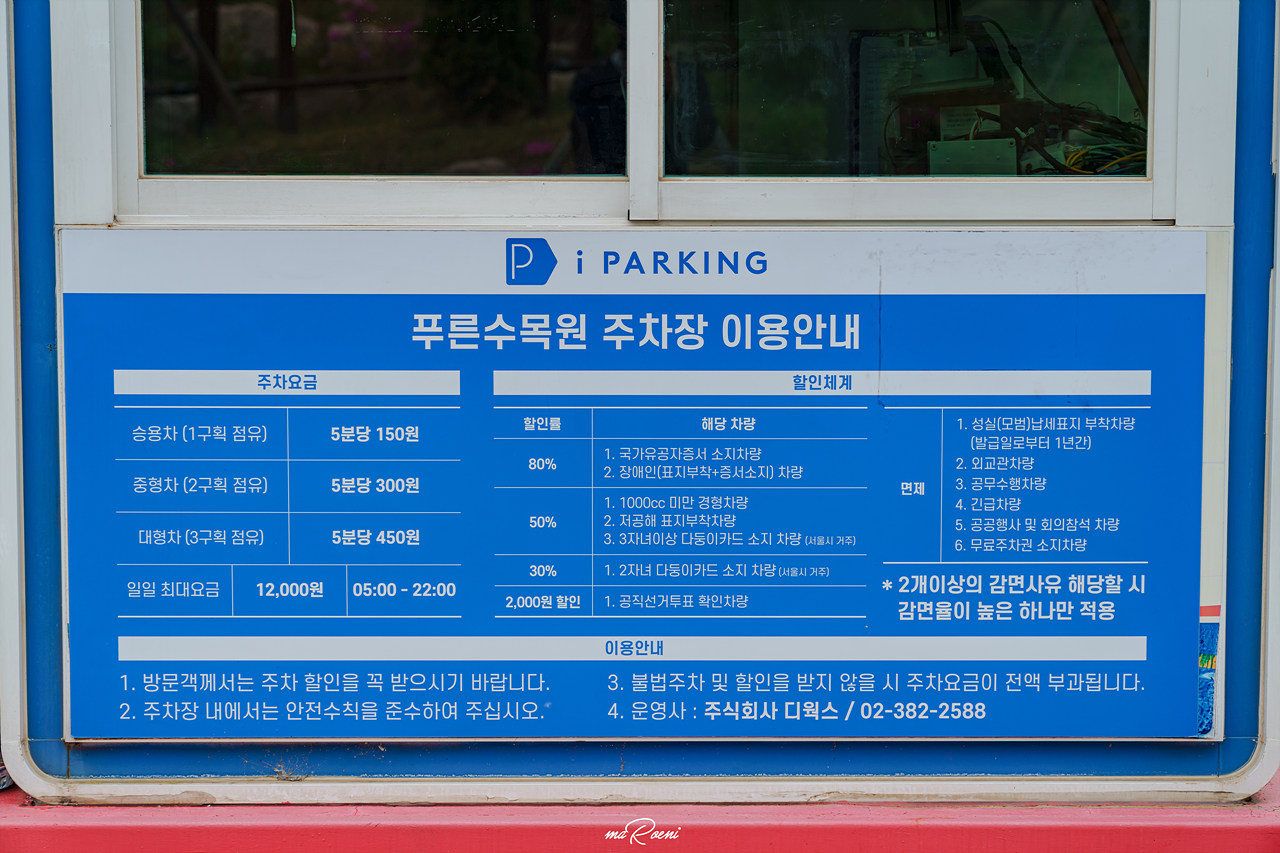 P i PARKING
푸른수목원 주차장 이용안내
주차요금
승용차 (1구획 점유) 5분당 150원
중형차 (2구획 점유) 5분당 300원
대형차 (3구획 점유) 5분당 450원
일일 최대요금 12,000원 05:00 - 22:00
할인체계
할인률 해당 차량
80%
1. 국가유공자증서 소지차량
2. 장애인(표지부착+증서소지) 차량
50%
1. 1000cc 미만 경형차량
2. 저공해 표지부착차량
3. 3자녀이상 다둥이카드 소지 차량 (서울시 거주)
30% 1. 2자녀 다둥이카드 소지 차량 (서울시 거주)
2,000원 할인 1. 공직선거투표 확인차량
면제
1. 성실(모범)납세표지 부착차량
(발급일로부터 1년간)
2. 외교관차량
3. 공무수행차량
4. 긴급차량
5. 공공행사 및 회의참석 차량
6. 무료주차권 소지차량
* 2개이상의 감면사유 해당할 시
감면율이 높은 하나만 적용
이용안내
1. 방문객께서는 주차 할인을 꼭 받으시기 바랍니다.
2. 주차장 내에서는 안전수칙을 준수하여 주십시오.
3. 불법주차 및 할인을 받지 않을 시 주차요금이 전액 부과됩니다.
4. 운영사 : 주식회사 디웍스 / 02-382-2588
maRoeni